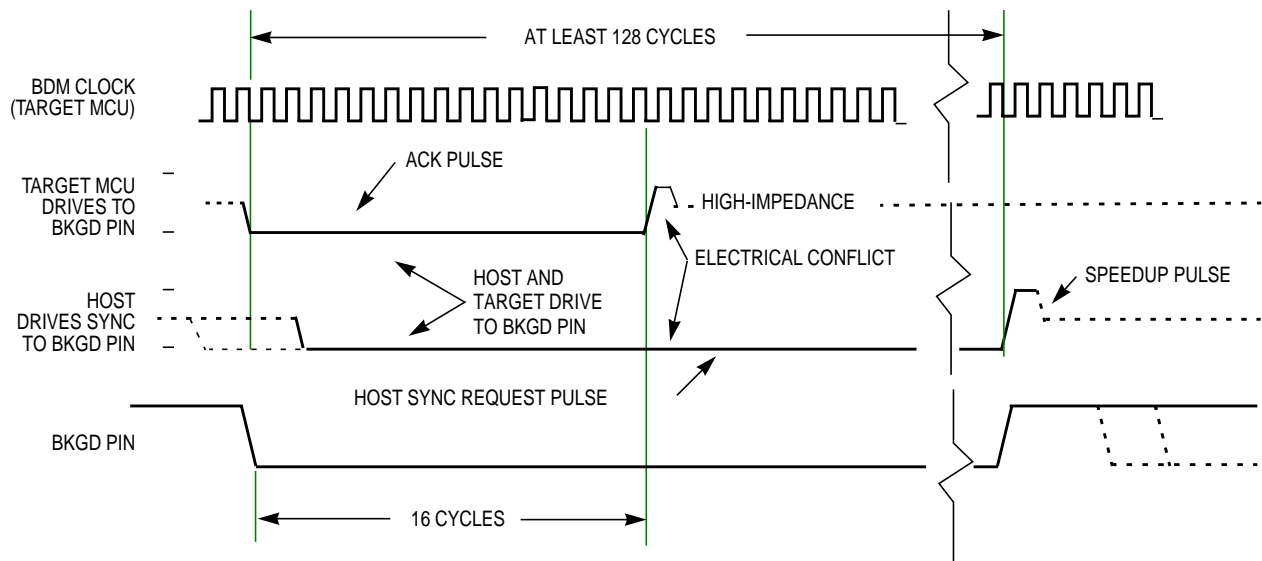 AT LEAST 128 CYCLES
BDM CLOCK
(TARGET MCU)
ACK PULSE
TARGET MCU
DRIVES TO
BKGD PIN
HIGH-IMPEDANCE
ELECTRICAL CONFLICT
HOST AND
TARGET DRIVE
TO BKGD PIN
SPEEDUP PULSE
HOST
DRIVES SYNC
TO BKGD PIN
HOST SYNC REQUEST PULSE
BKGD PIN
16 CYCLES